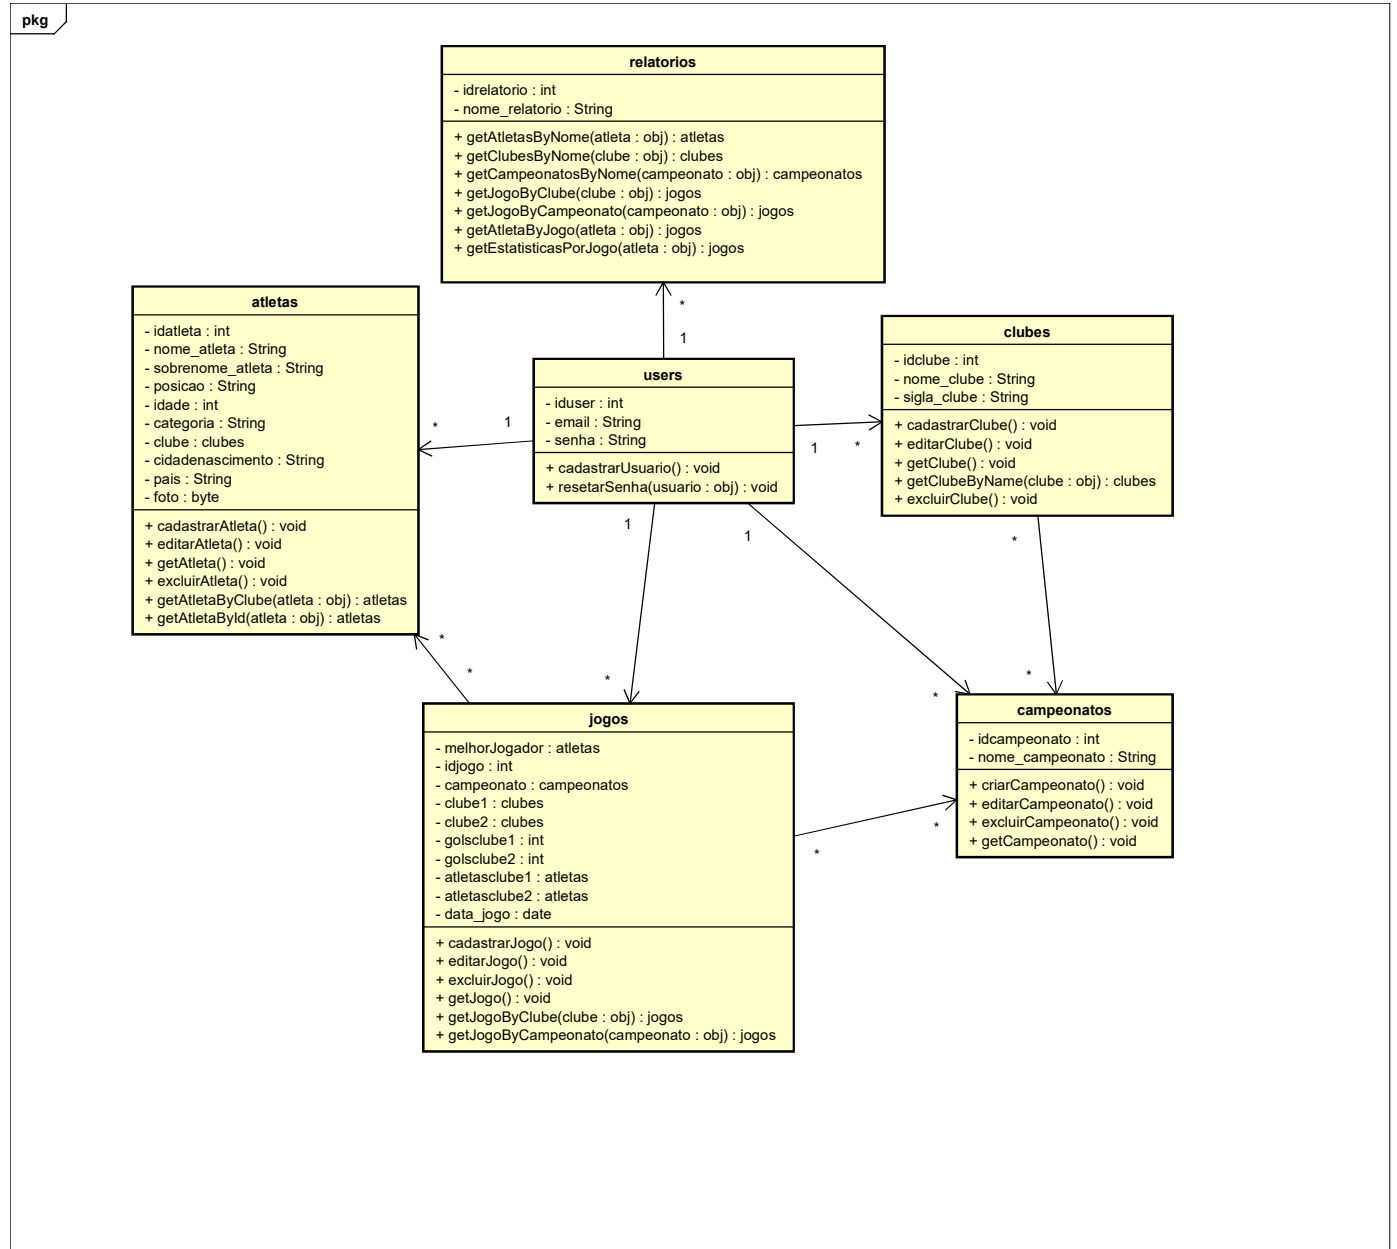 pkg
relatorios
- idrelatorio : int
- nome_relatorio : String
+ getAtletasByNome(atleta : obj) : atletas
+ getClubesByNome(clube : obj) : clubes
+ getCampeonatosByNome(campeonato : obj) : campeonatos
+ getJogoByClube(clube : obj) : jogos
+ getJogoByCampeonato(campeonato : obj) : jogos
+ getAtletaByJogo(atleta : obj) : jogos
+ getEstatisticasPorJogo(atleta : obj) : jogos
*
1
atletas
- idatleta : int
- nome_atleta : String
- sobrenome_atleta : String
- posicao : String
- idade : int
- categoria : String
- clube : clubes
- cidadenascimento : String
- pais : String
- foto : byte
+ cadastrarAtleta() : void
+ editarAtleta() : void
+ getAtleta() : void
+ excluirAtleta() : void
+ getAtletaByClube(atleta : obj) : atletas
+ getAtletaById(atleta : obj) : atletas
*
1
users
- iduser : int
- email : String
- senha : String
+ cadastrarUsuario() : void
+ resetarSenha(usuario : obj) : void
1
*
clubes
- idclube : int
- nome_clube : String
- sigla_clube : String
+ cadastrarClube() : void
+ editarClube() : void
+ getClube() : void
+ getClubeByName(clube : obj) : clubes
+ excluirClube() : void
1
1
*
*
*
*
*
*
jogos
- melhorJogador : atletas
- idjogo : int
- campeonato : campeonatos
- clube1 : clubes
- clube2 : clubes
- golsclube1 : int
- golsclube2 : int
- atletasclube1 : atletas
- atletasclube2 : atletas
- data_jogo : date
+ cadastrarJogo() : void
+ editarJogo() : void
+ excluirJogo() : void
+ getJogo() : void
+ getJogoByClube(clube : obj) : jogos
+ getJogoByCampeonato(campeonato : obj) : jogos
*
*
campeonatos
- idcampeonato : int
- nome_campeonato : String
+ criarCampeonato() : void
+ editarCampeonato() : void
+ excluirCampeonato() : void
+ getCampeonato() : void